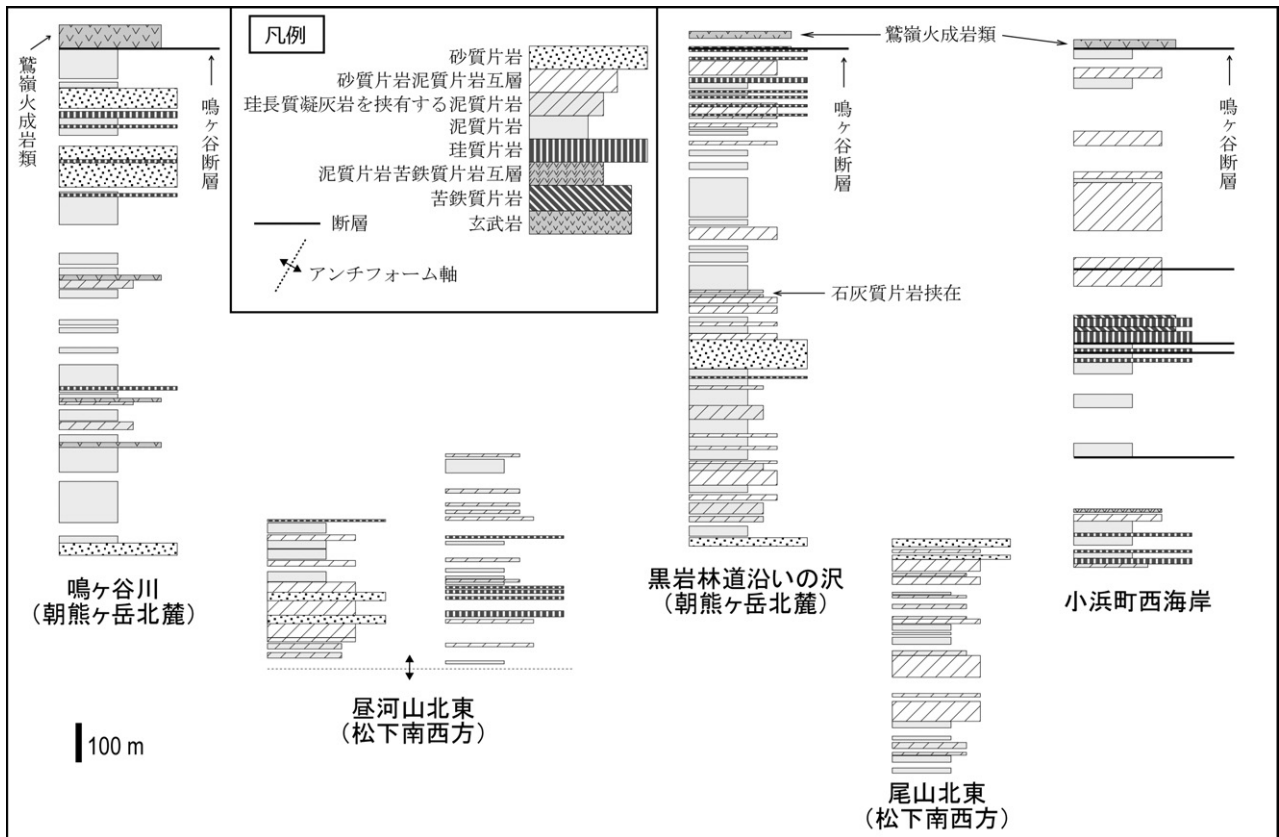 鷲嶺火成岩類
鳴ヶ谷断層
凡例
砂質片岩
砂質片岩泥質片岩互層
珪長質凝灰岩を挟有する泥質片岩
泥質片岩
珪質片岩
泥質片岩苦鉄質片岩互層
苦鉄質片岩
玄武岩
断層
アンチフォーム軸
鷲嶺火成岩類
鳴ヶ谷断層
鳴ヶ谷断層
石灰質片岩挟在
鳴ヶ谷川
(朝熊ヶ岳北麓)
黒岩林道沿いの沢
(朝熊ヶ岳北麓)
小浜町西海岸
昼河山北東
(松下南西方)
尾山北東
(松下南西方)
100 m